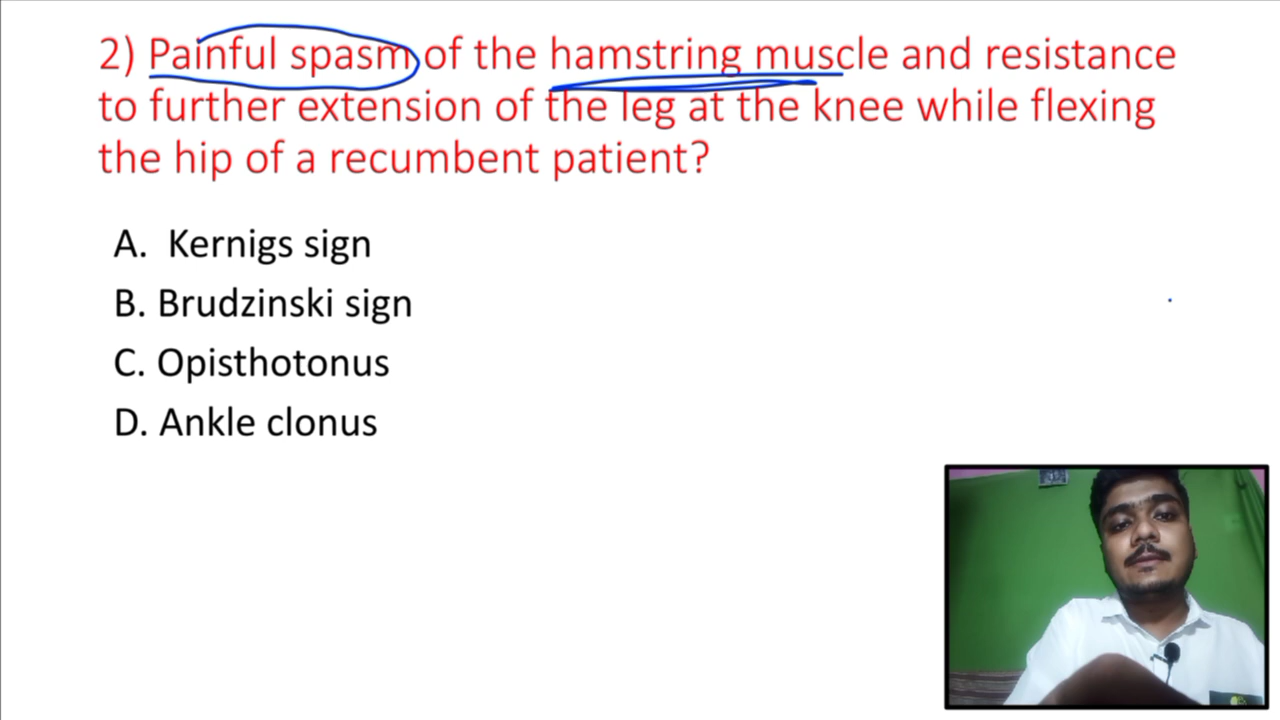 2) Painful spasm of the hamstring muscle and resistance
to further extension of the leg at the knee while flexing
the hip of a recumbent patient?
A. Kernigs sign
B. Brudzinski sign
C. Opisthotonus
D. Ankle clonus